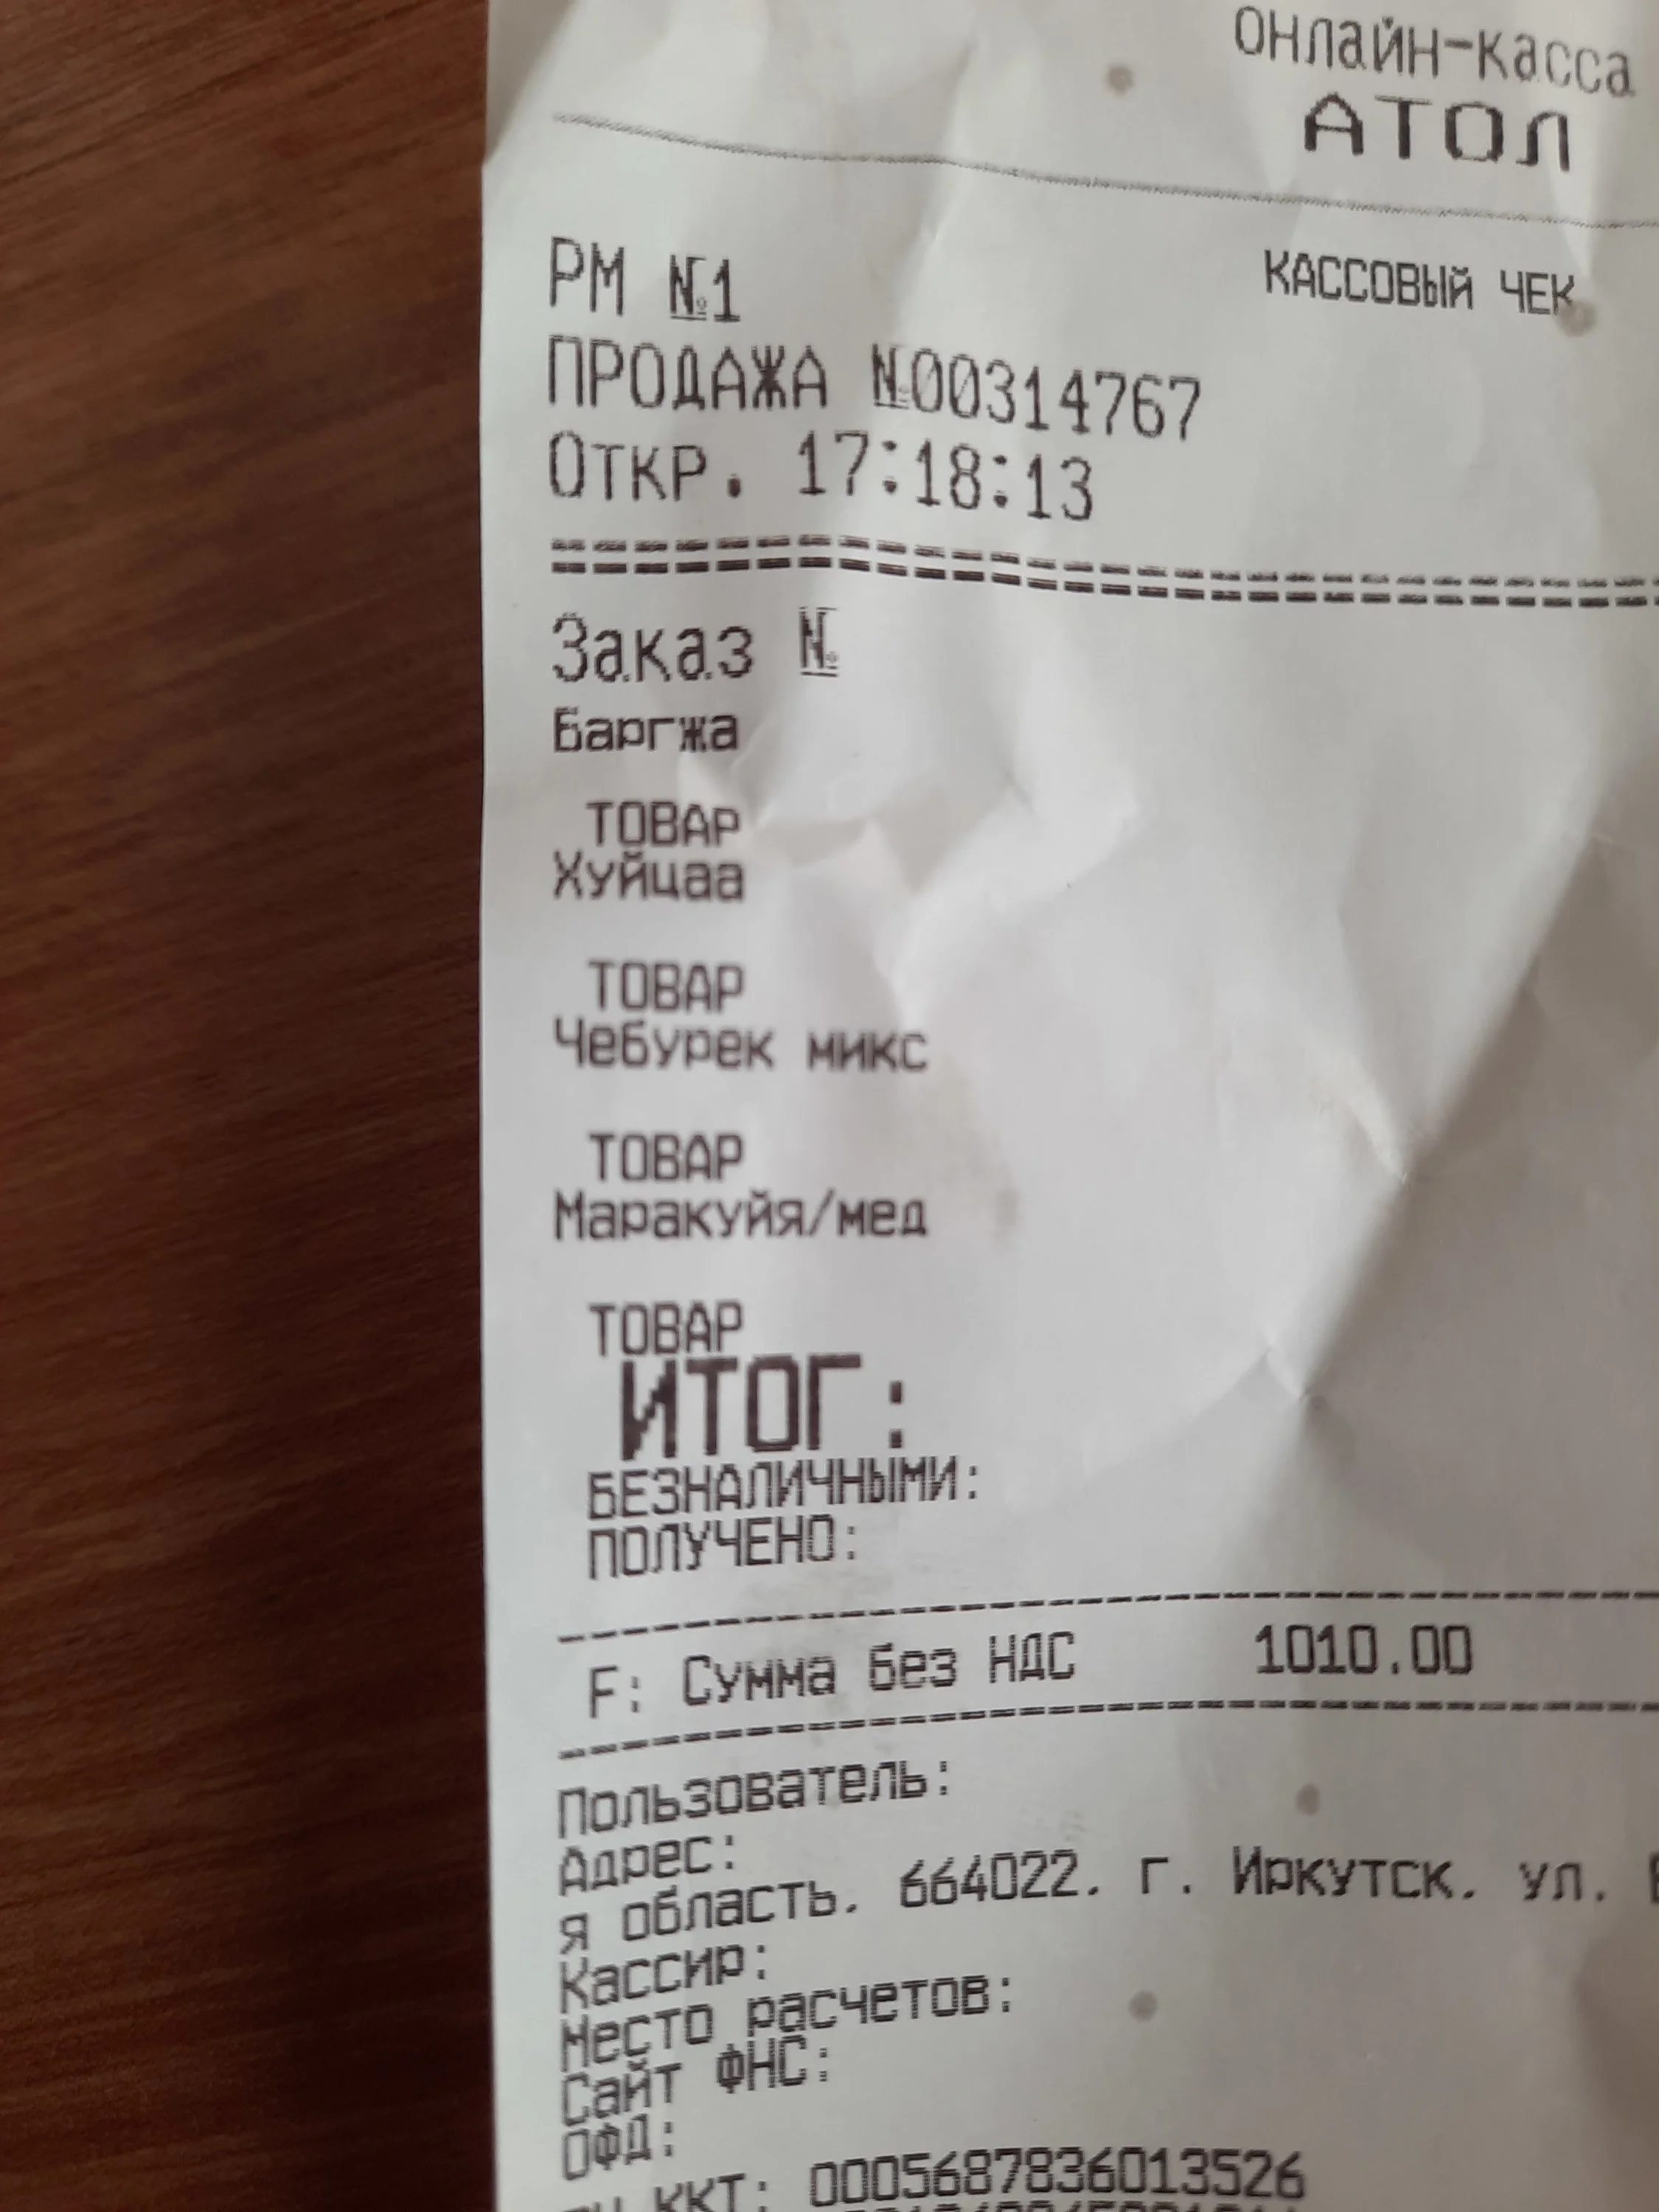 ОНЛАЙН-Касса
АТОЛ
РМ №1
КАССОВЫЙ ЧЕК
ПРОДАЖА №00314767
ОТКР. 17:18:13
Заказ №
Баргжа
ТОВАР
Хуйцаа
ТОВАР
Чебурек микс
ТОВАР
Маракуйя/мед
ТОВАР
ИТОГ:
БЕЗНАЛИЧНЫМИ:
ПОЛУЧЕНО:
F: Сумма без НДС 1010.00
Пользователь:
Адрес:
я область, 664022, г. Иркутск, ул.
Кассир:
Место расчетов:
Сайт ФНС:
ОФД:
ККТ: 0005687836013526